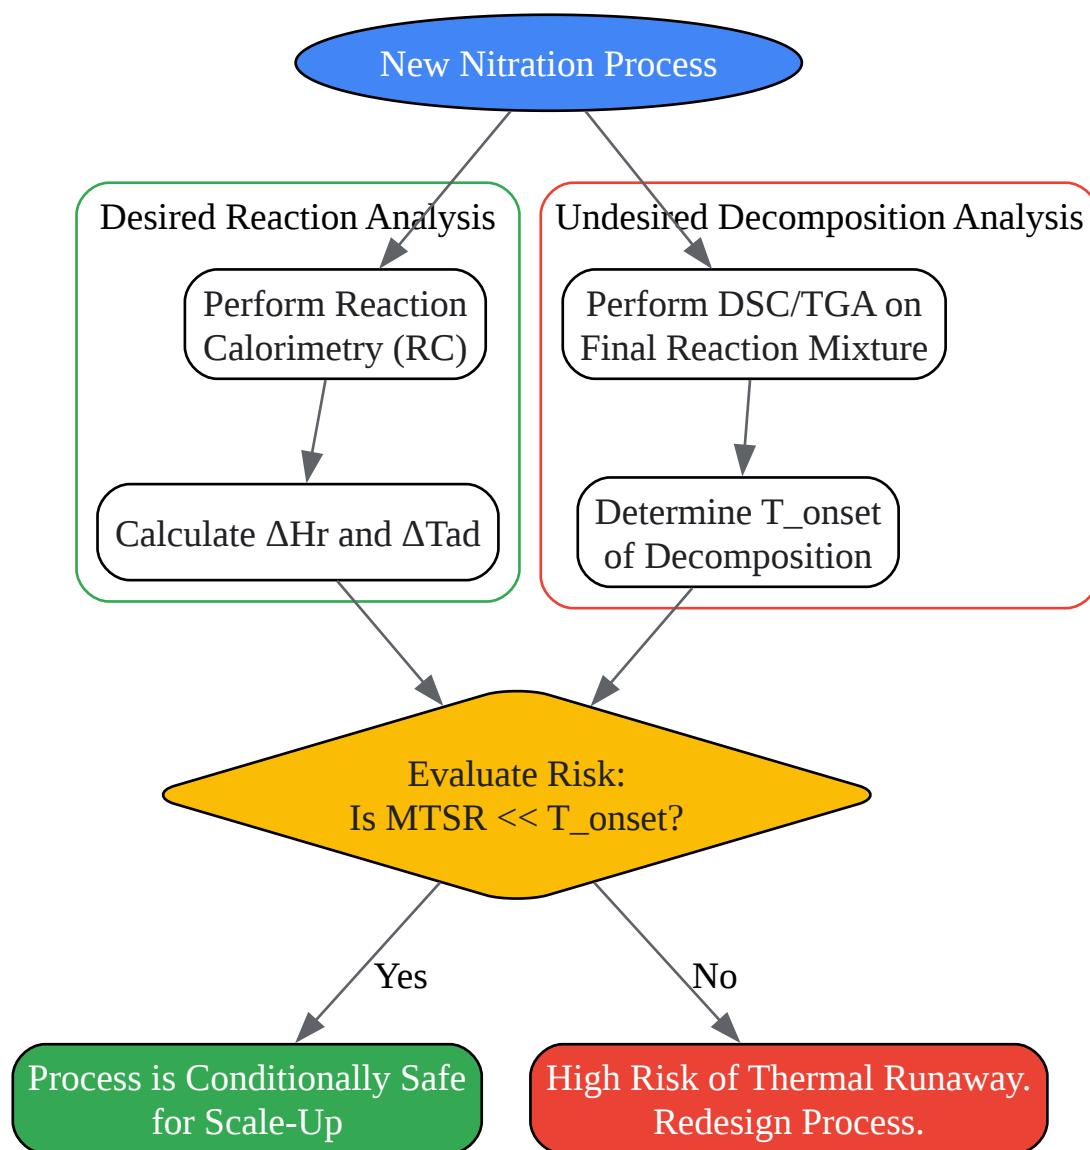 New Nitration Process
Desired Reaction Analysis
Undesired Decomposition Analysis
Perform Reaction
Calorimetry (RC)
Perform DSC/TGA on
Final Reaction Mixture
Calculate ΔHr and ΔTad
Determine T_onset
of Decomposition
Evaluate Risk:
Is MTSR << T_onset?
Yes
No
Process is Conditionally Safe
for Scale-Up
High Risk of Thermal Runaway.
Redesign Process.